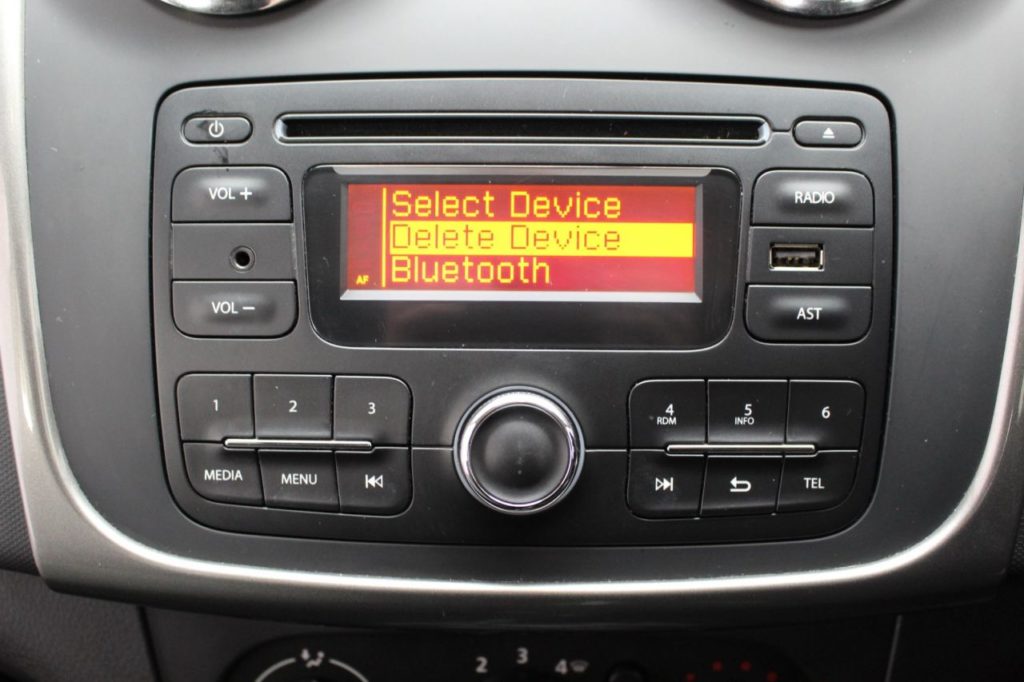 VOL +
RADIO
Select Device
Delete Device
Bluetooth
AF
VOL −
AST
1 2 3
4 5 6
RDM INFO
MEDIA MENU
TEL
2 3 4